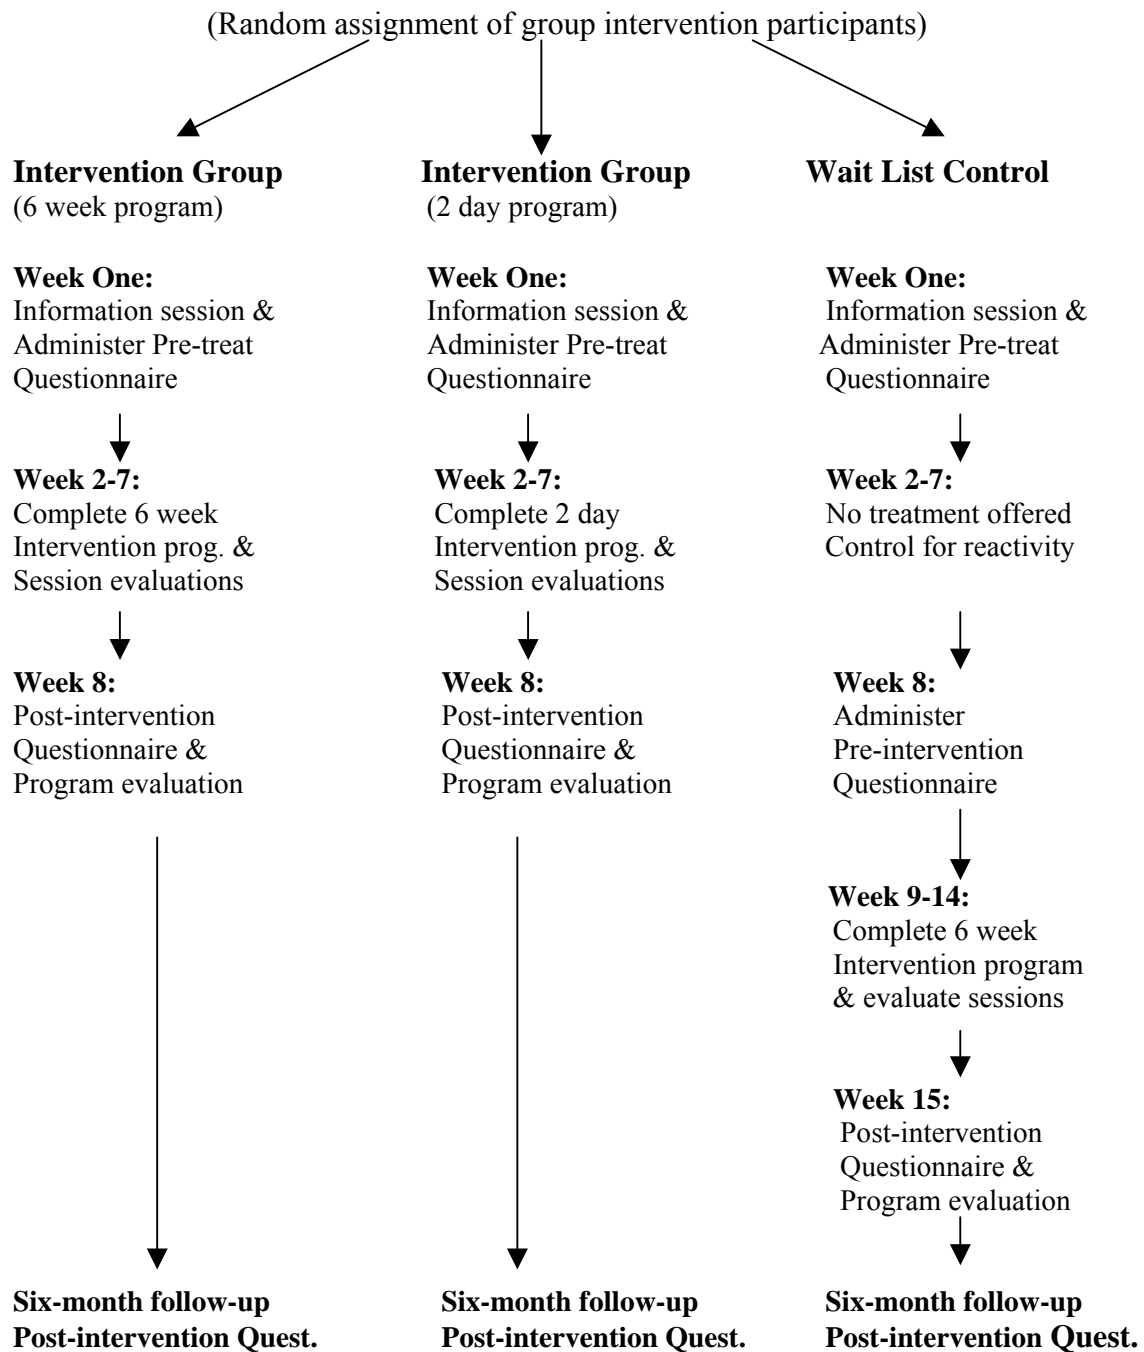 (Random assignment of group intervention participants)
Intervention Group
(6 week program)
Week One:
Information session &
Administer Pre-treat
Questionnaire
Week 2-7:
Complete 6 week
Intervention prog. &
Session evaluations
Week 8:
Post-intervention
Questionnaire &
Program evaluation
Six-month follow-up
Post-intervention Quest.
Intervention Group
(2 day program)
Week One:
Information session &
Administer Pre-treat
Questionnaire
Week 2-7:
Complete 2 day
Intervention prog. &
Session evaluations
Week 8:
Post-intervention
Questionnaire &
Program evaluation
Six-month follow-up
Post-intervention Quest.
Wait List Control
Week One:
Information session &
Administer Pre-treat
Questionnaire
Week 2-7:
No treatment offered
Control for reactivity
Week 8:
Administer
Pre-intervention
Questionnaire
Week 9-14:
Complete 6 week
Intervention program
& evaluate sessions
Week 15:
Post-intervention
Questionnaire &
Program evaluation
Six-month follow-up
Post-intervention Quest.